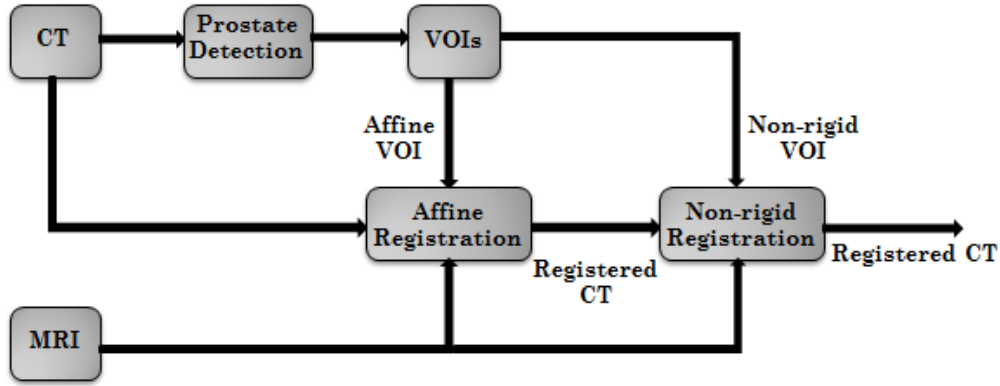 CT
Prostate
Detection
VOIs
Affine
VOI
Non-rigid
VOI
Affine
Registration
Non-rigid
Registration
Registered
CT
Registered CT
MRI